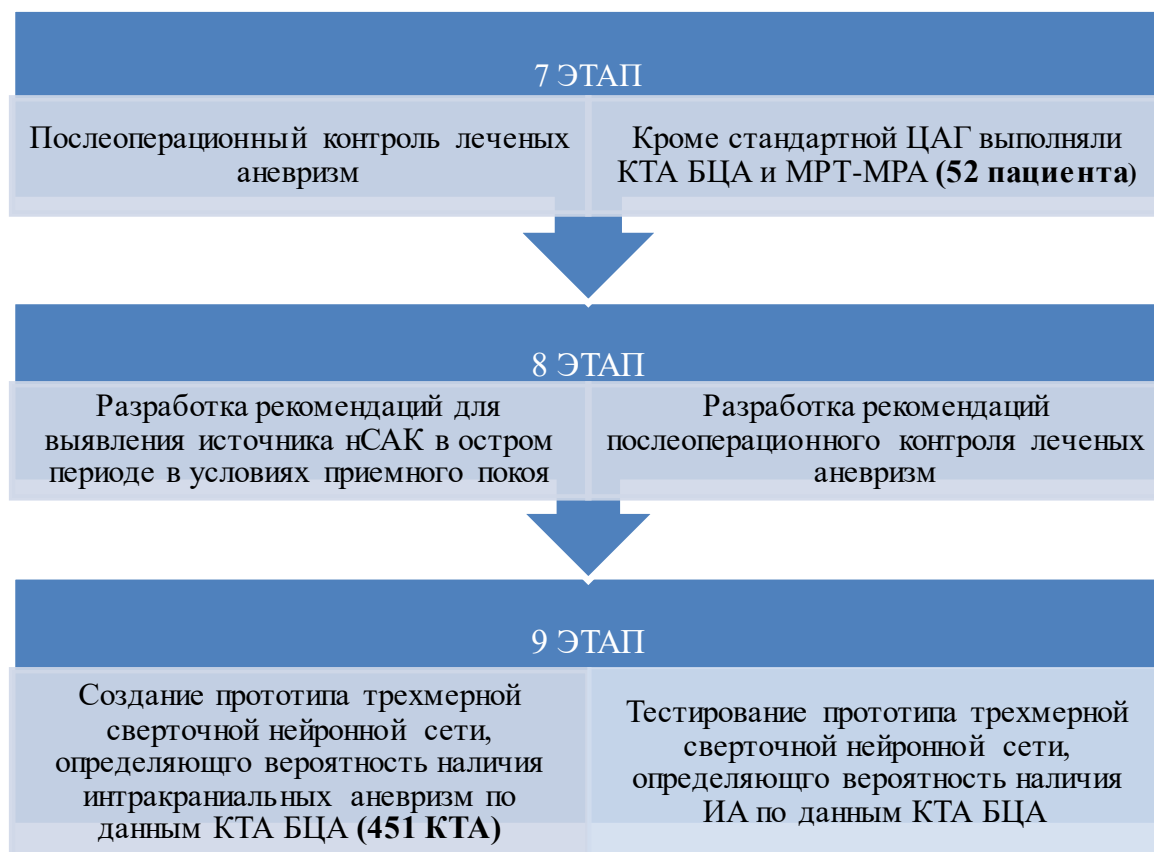 7 ЭТАП
Послеоперационный контроль леченых
аневризм
Кроме стандартной ЦАГ выполняли
КТА БЦА и МРТ-МРА (52 пациента)
8 ЭТАП
Разработка рекомендаций для
выявления источника нСАК в остром
периоде в условиях приемного покоя
Разработка рекомендаций
послеоперационного контроля леченых
аневризм
9 ЭТАП
Создание прототипа трехмерной
сверточной нейронной сети,
определяющго вероятность наличия
интракраниальных аневризм по
данным КТА БЦА (451 КТА)
Тестирование прототипа трехмерной
сверточной нейронной сети,
определяющго вероятность наличия
ИА по данным КТА БЦА